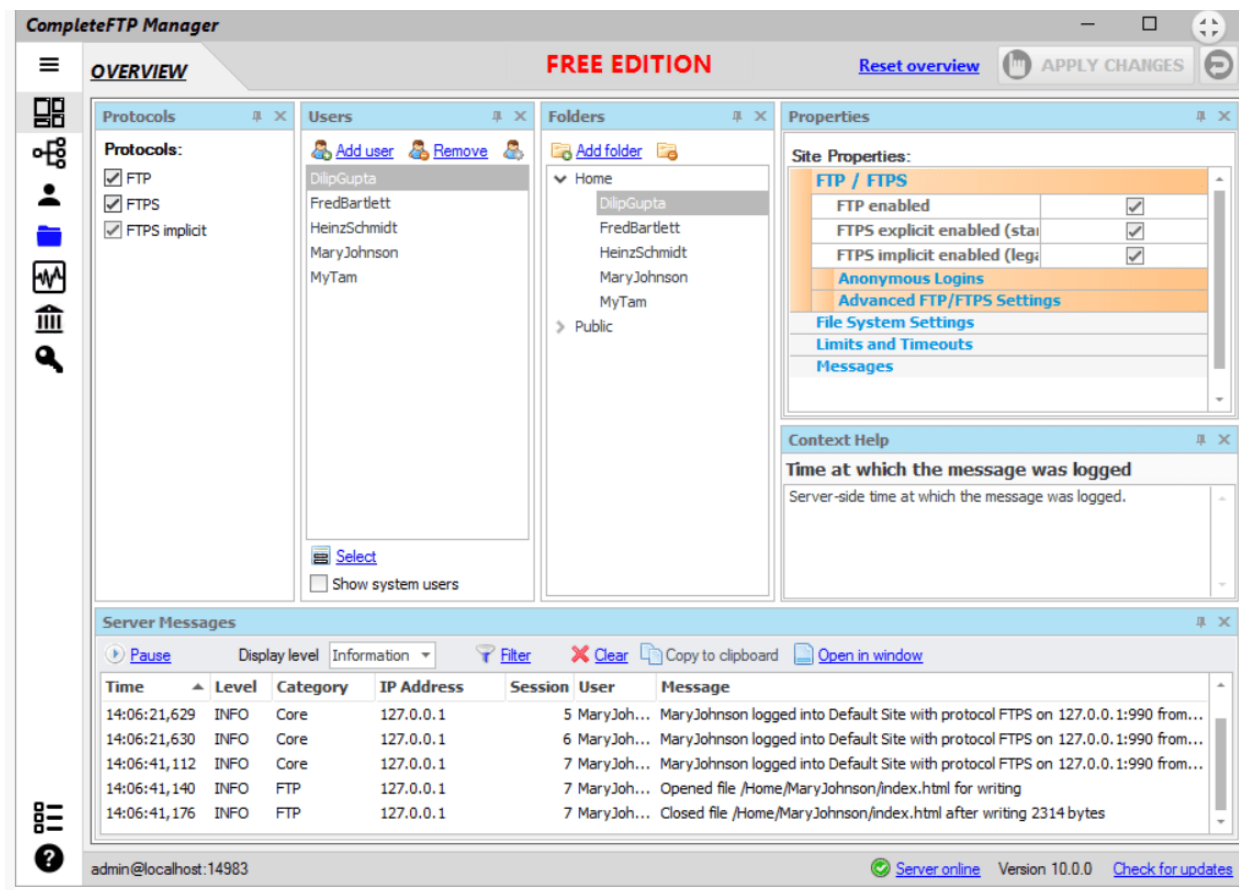 CompleteFTP Manager
OVERVIEW
FREE EDITION
Reset overview
APPLY CHANGES
Protocols
Protocols:
FTP
FTPS
FTPS implicit
Users
Add user Remove
DilipGupta
FredBartlett
HeinzSchmidt
MaryJohnson
MyTam
Select
Show system users
Folders
Add folder
Home
DilipGupta
FredBartlett
HeinzSchmidt
MaryJohnson
MyTam
Public
Properties
Site Properties:
FTP / FTPS
FTP enabled
FTPS explicit enabled (star
FTPS implicit enabled (lega
Anonymous Logins
Advanced FTP/FTPS Settings
File System Settings
Limits and Timeouts
Messages
Context Help
Time at which the message was logged
Server-side time at which the message was logged.
Server Messages
Pause Display level Information Filter Clear Copy to clipboard Open in window
Time Level Category IP Address Session User Message
14:06:21,629 INFO Core 127.0.0.1 5 MaryJoh... MaryJohnson logged into Default Site with protocol FTPS on 127.0.0.1:990 from...
14:06:21,630 INFO Core 127.0.0.1 6 MaryJoh... MaryJohnson logged into Default Site with protocol FTPS on 127.0.0.1:990 from...
14:06:41,112 INFO Core 127.0.0.1 7 MaryJoh... MaryJohnson logged into Default Site with protocol FTPS on 127.0.0.1:990 from...
14:06:41,140 INFO FTP 127.0.0.1 7 MaryJoh... Opened file /Home/MaryJohnson/index.html for writing
14:06:41,176 INFO FTP 127.0.0.1 7 MaryJoh... Closed file /Home/MaryJohnson/index.html after writing 2314 bytes
admin@localhost:14983
Server online Version 10.0.0 Check for updates